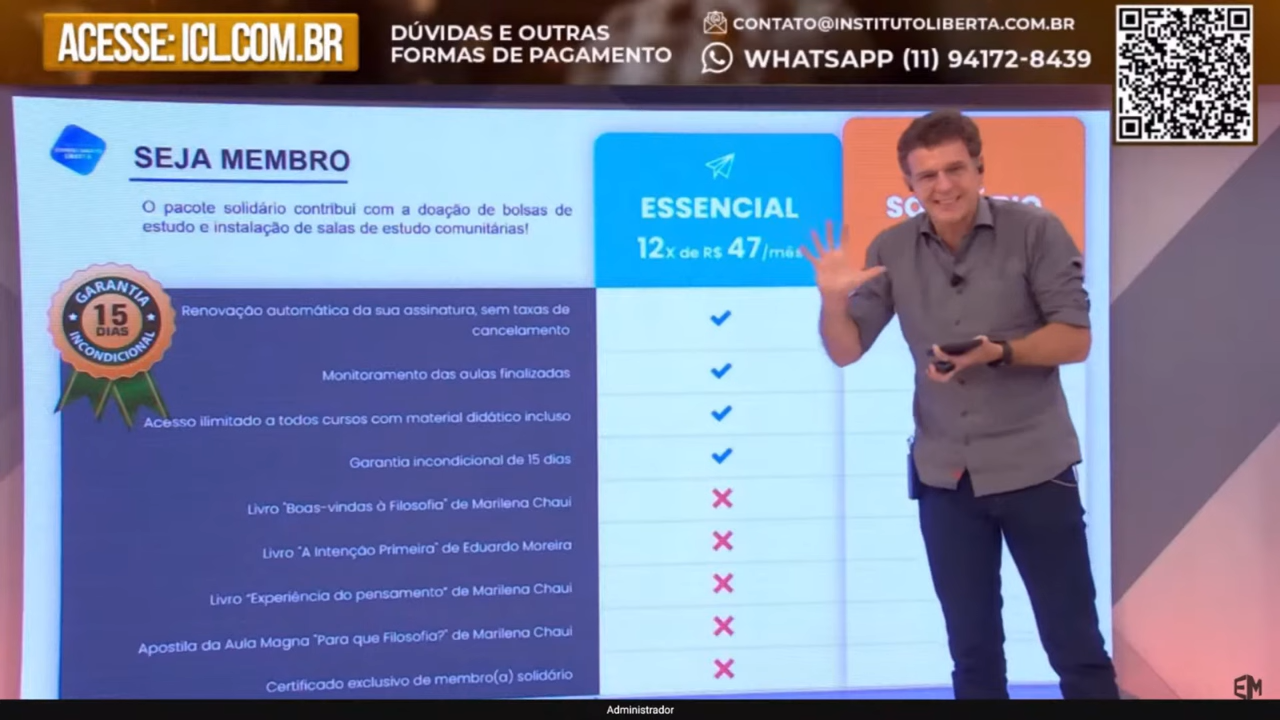 ACESSE: ICL.COM.BR
DÚVIDAS E OUTRAS
FORMAS DE PAGAMENTO
CONTATO@INSTITUTOLIBERTA.COM.BR
WHATSAPP (11) 94172-8439
SEJA MEMBRO
O pacote solidário contribui com a doação de bolsas de
estudo e instalação de salas de estudo comunitárias!
ESSENCIAL
12x de R$ 47/mês
GARANTIA
15
DIAS
INCONDICIONAL
Renovação automática da sua assinatura, sem taxas de
cancelamento
Monitoramento das aulas finalizadas
Acesso ilimitado a todos cursos com material didático incluso
Garantia incondicional de 15 dias
Livro "Boas-vindas à Filosofia" de Marilena Chaui
Livro "A Intenção Primeira" de Eduardo Moreira
Livro "Experiência do pensamento" de Marilena Chaui
Apostila da Aula Magna "Para que Filosofia?" de Marilena Chaui
Certificado exclusivo de membro(a) solidário
EM
Administrador